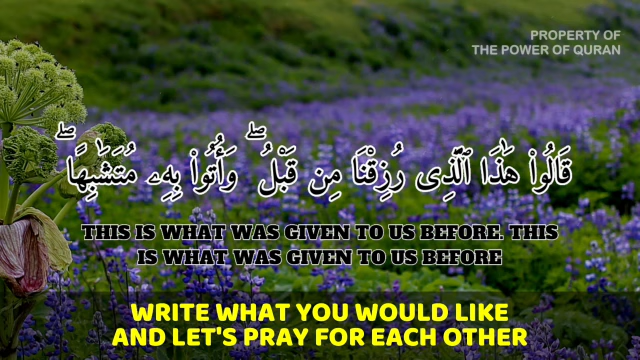 PROPERTY OF
THE POWER OF QURAN
قَالُوا۟ هَٰذَا ٱلَّذِى رُزِقْنَا مِن قَبْلُ ۖ وَأُتُوا۟ بِهِۦ مُتَشَٰبِهًا ۖ
THIS IS WHAT WAS GIVEN TO US BEFORE. THIS
IS WHAT WAS GIVEN TO US BEFORE
WRITE WHAT YOU WOULD LIKE
AND LET'S PRAY FOR EACH OTHER